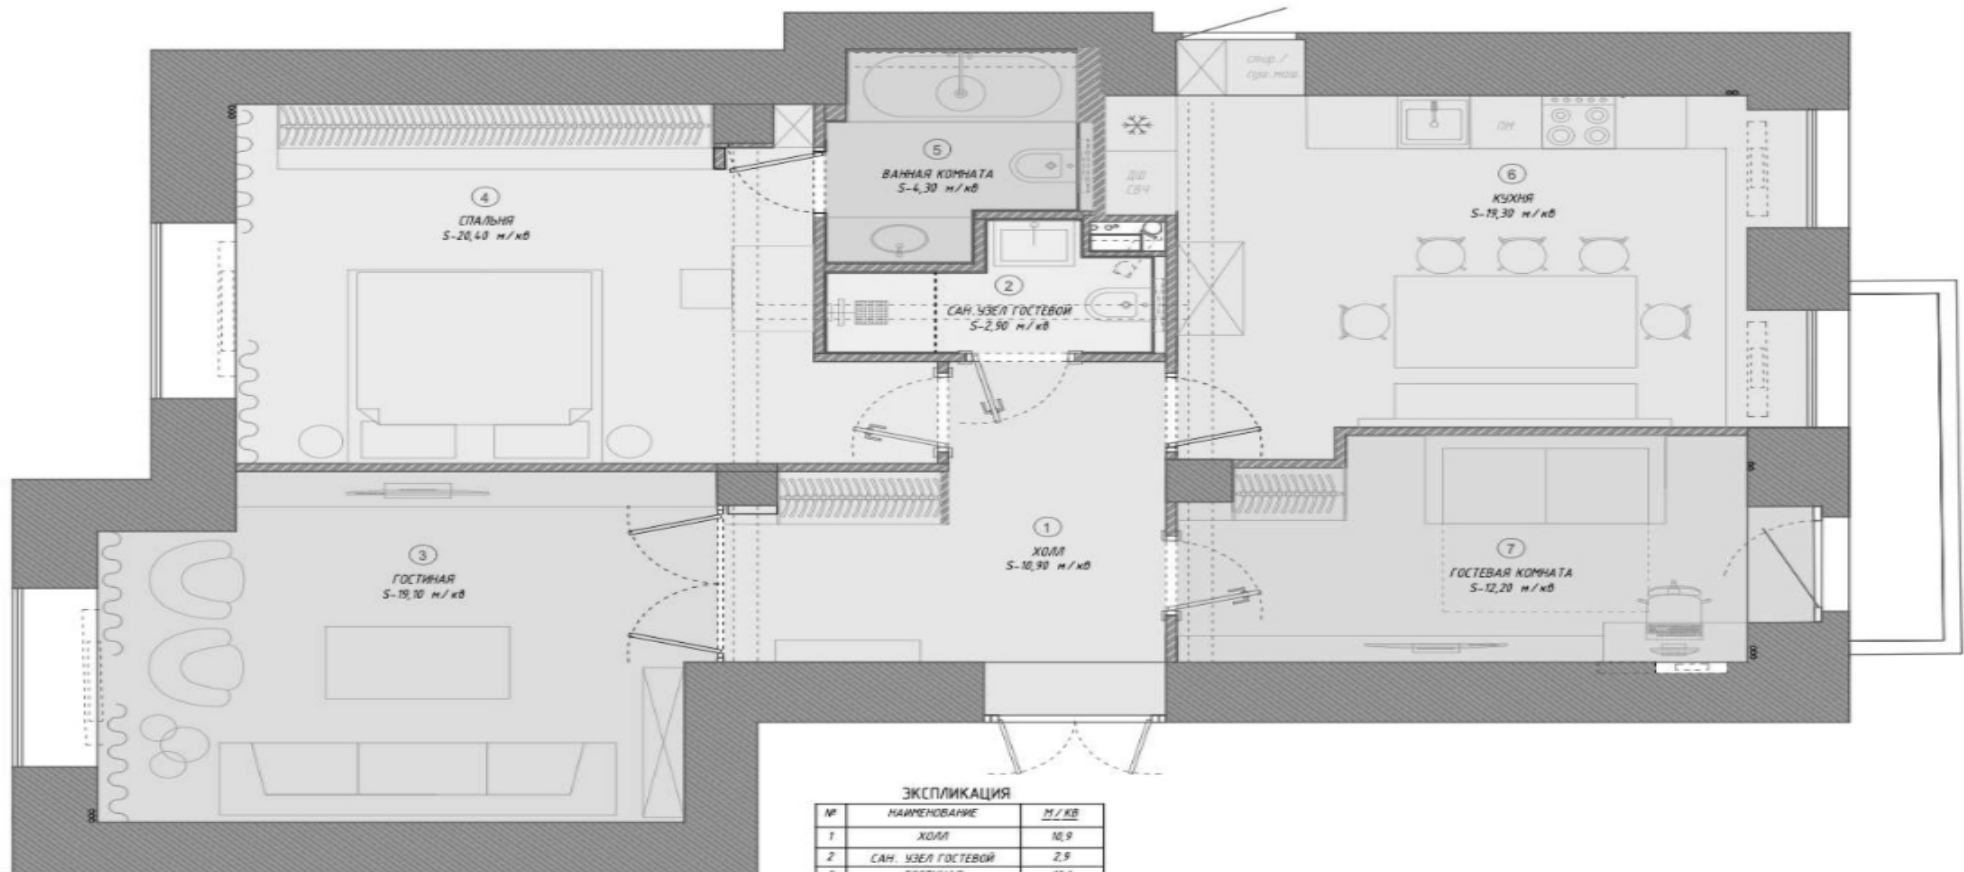 стир./
суш.маш.
5
ВАННАЯ КОМНАТА
S-4,30 м/кв
ПМ
ДШ
СВЧ
4
СПАЛЬНЯ
S-20,40 м/кв
6
КУХНЯ
S-19,30 м/кв
2
САН.УЗЕЛ ГОСТЕВОЙ
S-2,90 м/кв
3
ГОСТИНАЯ
S-19,10 м/кв
1
ХОЛЛ
S-10,90 м/кв
7
ГОСТЕВАЯ КОМНАТА
S-12,20 м/кв
ЭКСПЛИКАЦИЯ
№ НАИМЕНОВАНИЕ М/КВ
1 ХОЛЛ 10,9
2 САН. УЗЕЛ ГОСТЕВОЙ 2,9